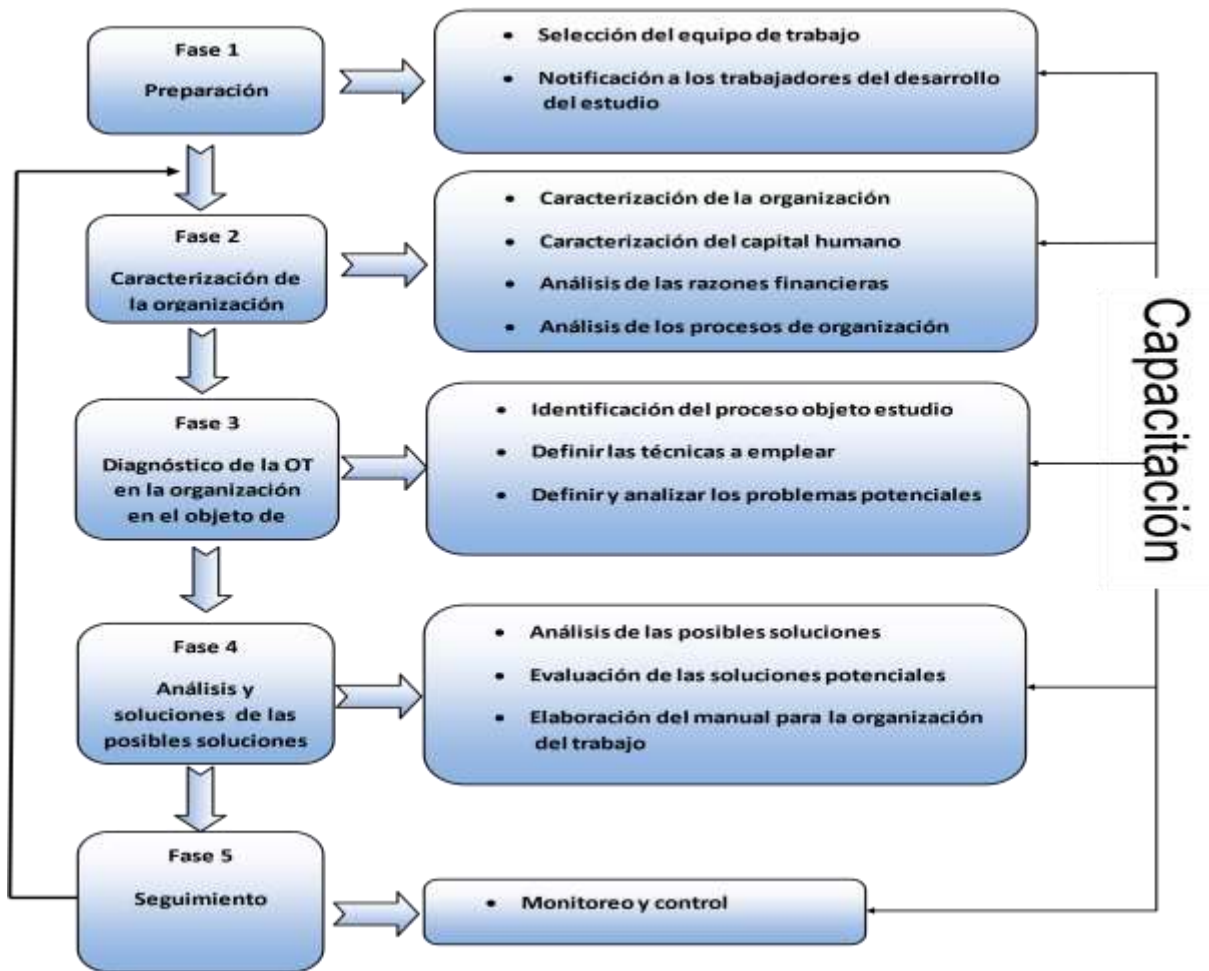 Fase 1
Preparación
• Selección del equipo de trabajo
• Notificación a los trabajadores del desarrollo
del estudio
Fase 2
Caracterización de
la organización
• Caracterización de la organización
• Caracterización del capital humano
• Análisis de las razones financieras
• Análisis de los procesos de organización
Fase 3
Diagnóstico de la OT
en la organización
en el objeto de
• Identificación del proceso objeto estudio
• Definir las técnicas a emplear
• Definir y analizar los problemas potenciales
Fase 4
Análisis y
soluciones de las
posibles soluciones
• Análisis de las posibles soluciones
• Evaluación de las soluciones potenciales
• Elaboración del manual para la organización
del trabajo
Fase 5
Seguimiento
• Monitoreo y control
Capacitación